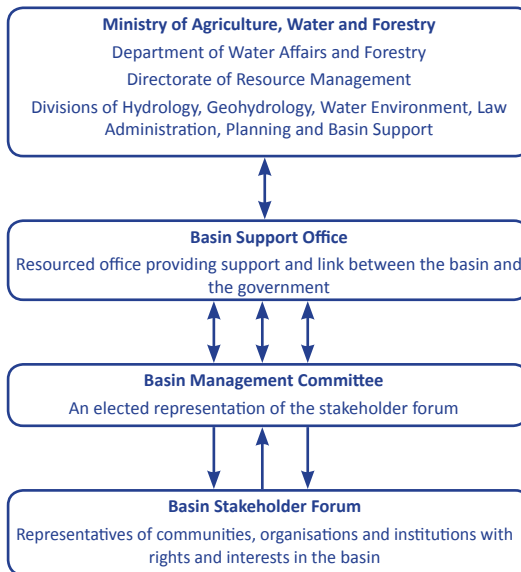 Ministry of Agriculture, Water and Forestry
Department of Water Affairs and Forestry
Directorate of Resource Management
Divisions of Hydrology, Geohydrology, Water Environment, Law
Administration, Planning and Basin Support
Basin Support Office
Resourced office providing support and link between the basin and
the government
Basin Management Committee
An elected representation of the stakeholder forum
Basin Stakeholder Forum
Representatives of communities, organisations and institutions with
rights and interests in the basin